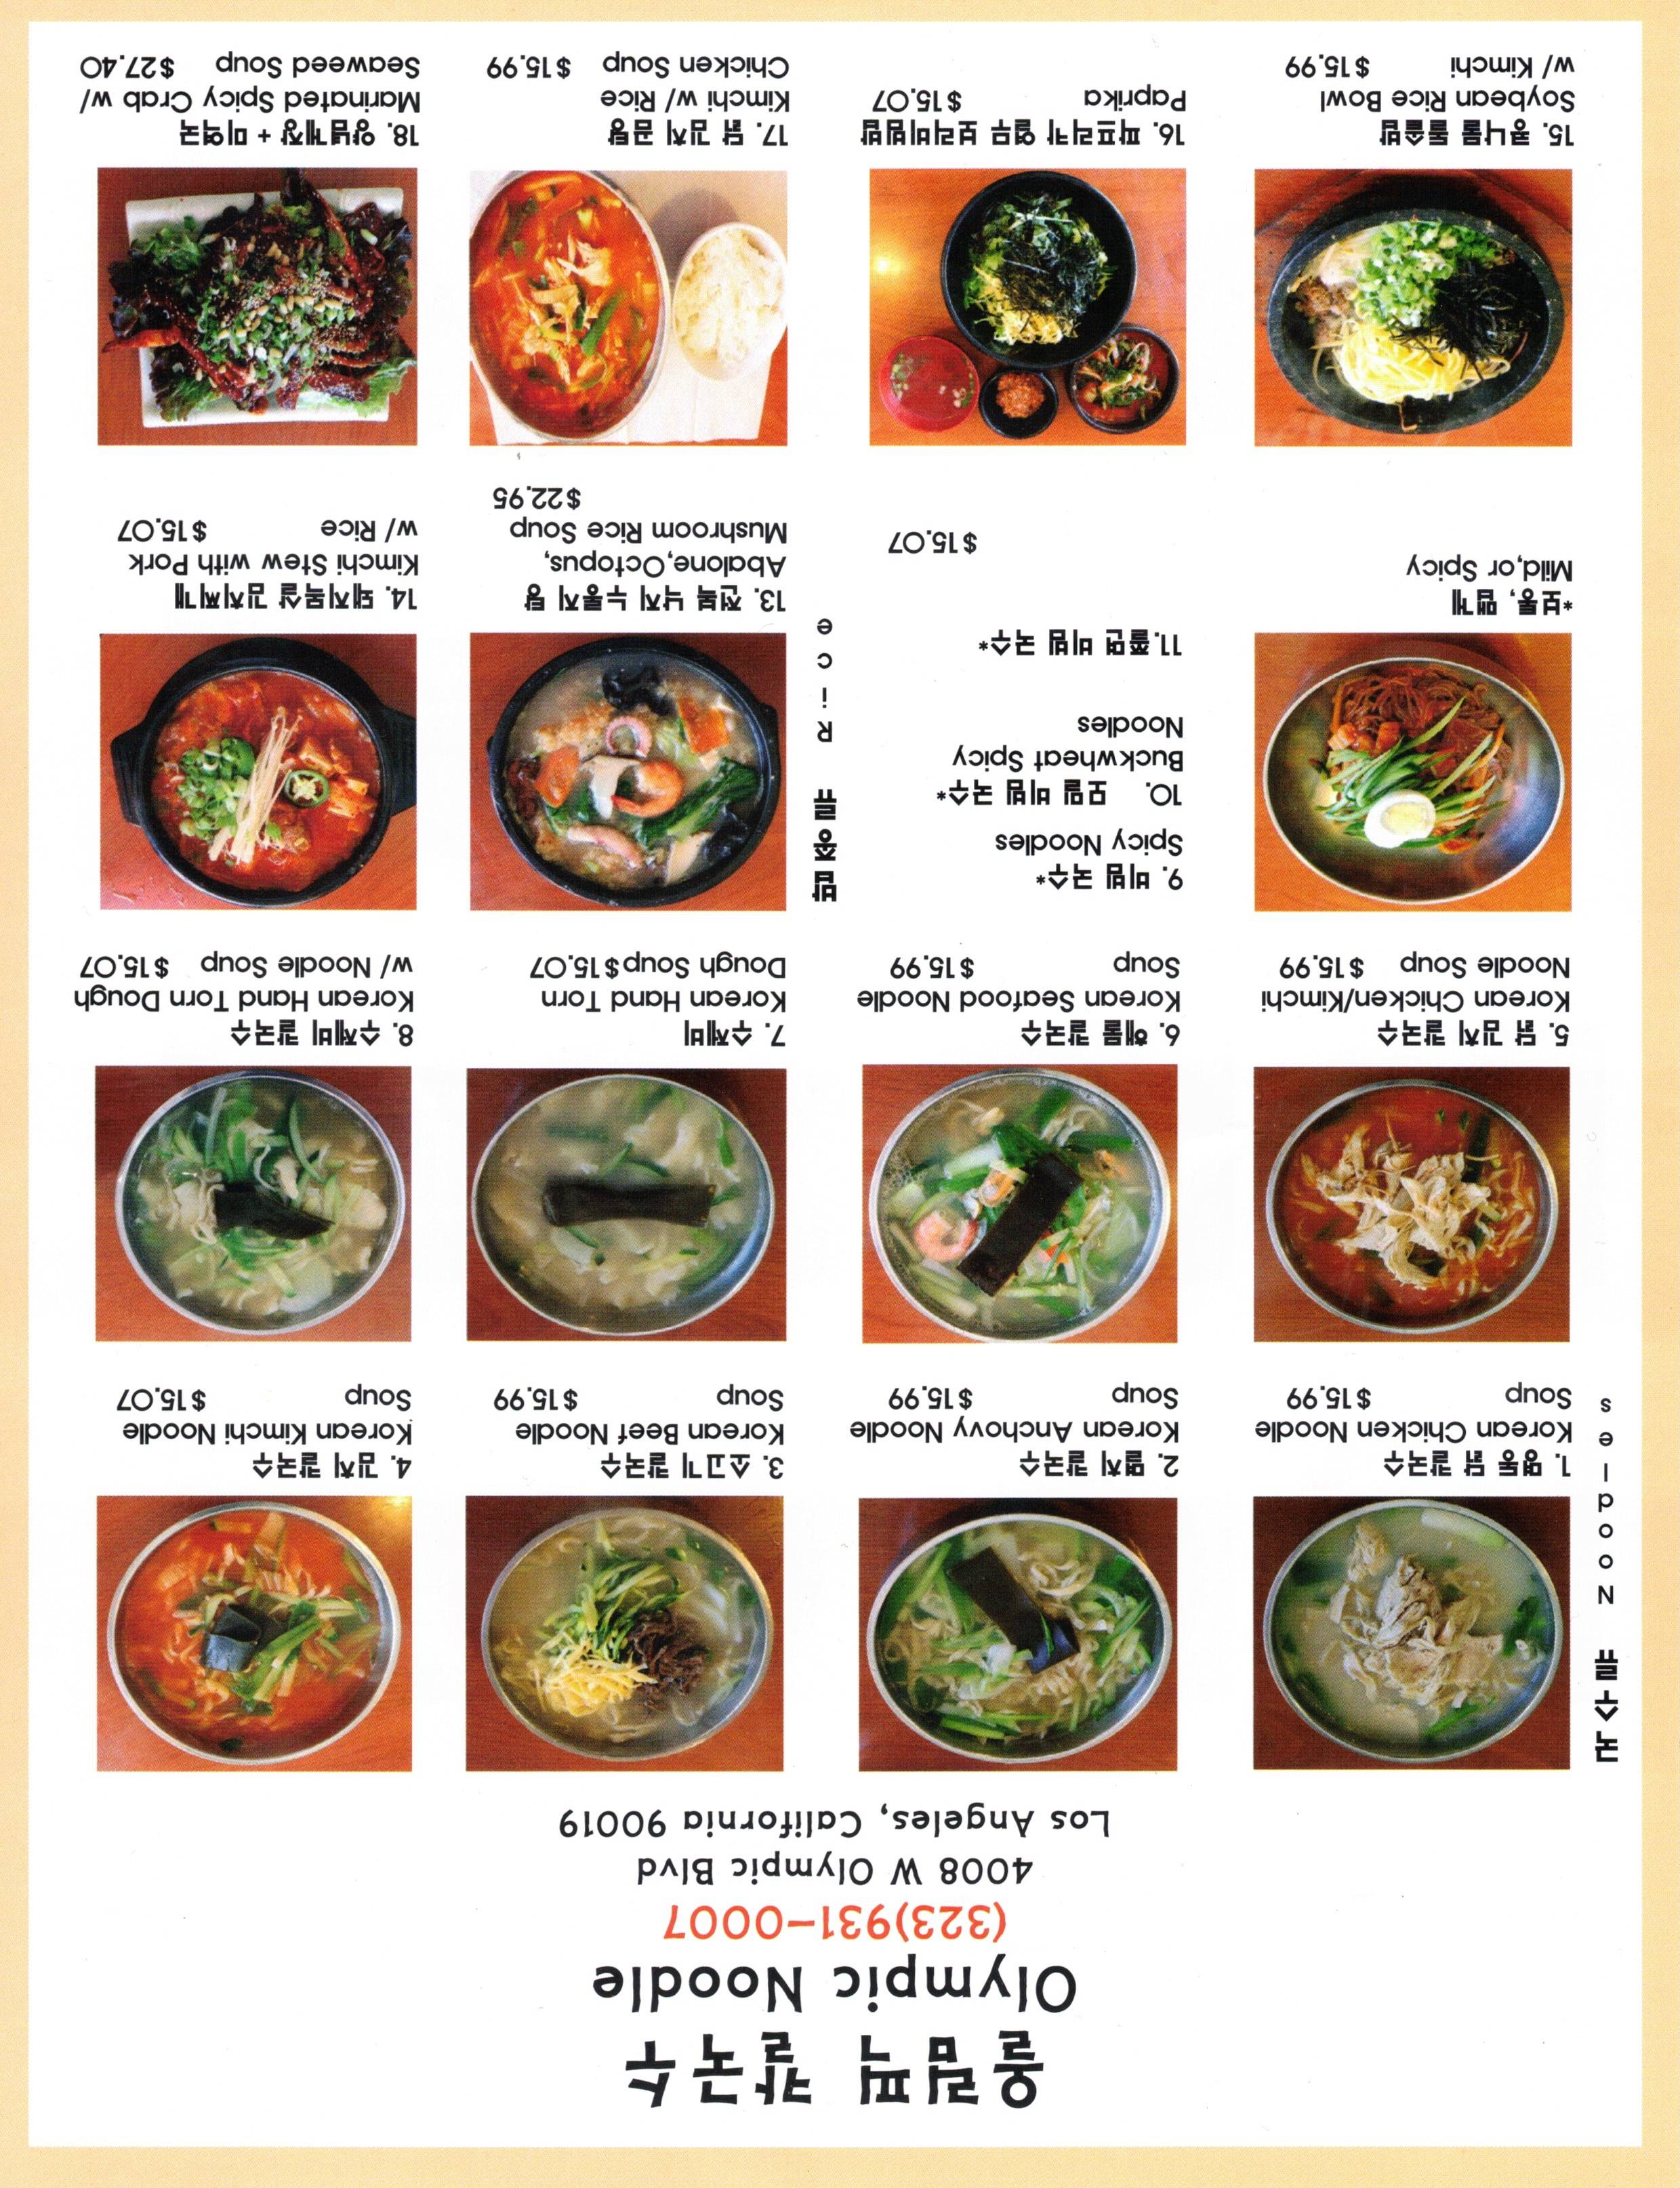 올림픽 칼국수
Olympic Noodle
(323)931-0007
4008 W Olympic Blvd
Los Angeles, California 90019
국수류 Noodles
1. 명동 닭 칼국수
Korean Chicken Noodle
Soup $15.99
2. 멸치 칼국수
Korean Anchovy Noodle
Soup $15.99
3. 소고기 칼국수
Korean Beef Noodle
Soup $15.99
4. 김치 칼국수
Korean Kimchi Noodle
Soup $15.07
5. 닭 김치 칼국수
Korean Chicken/Kimchi
Noodle Soup $15.99
6. 해물 칼국수
Korean Seafood Noodle
Soup $15.99
7. 수제비
Korean Hand Torn
Dough Soup $15.07
8. 수제비 칼국수
Korean Hand Torn Dough
w/ Noodle Soup $15.07
*보통, 맵게
Mild,or Spicy
9. 비빔 국수*
Spicy Noodles
10. 모밀 비빔 국수*
Buckwheat Spicy
Noodles
11.쫄면 비빔 국수*
$15.07
밥종류 Rice
13. 전복 낙지 누룽지 탕
Abalone,Octopus,
Mushroom Rice Soup
$22.95
14. 돼지목살 김치찌개
Kimchi Stew with Pork
w/ Rice $15.07
15. 콩나물 돌솥밥
Soybean Rice Bowl
w/ Kimchi $15.99
16. 파프리카 열무 보리비빔밥
Paprika $15.07
17. 닭 김치 곰탕
Kimchi w/ Rice
Chicken Soup $15.99
18. 양념게장 + 미역국
Marinated Spicy Crab w/
Seaweed Soup $27.40